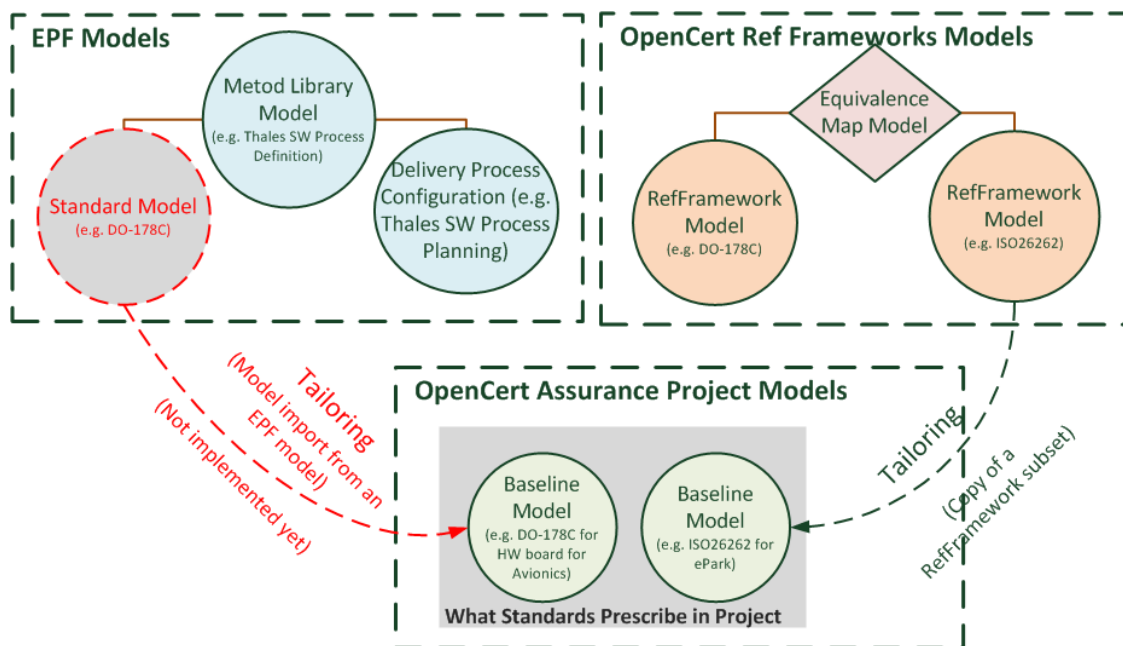 EPF Models
Metod Library
Model
(e.g. Thales SW Process
Definition)
Standard Model
(e.g. DO-178C)
Delivery Process
Configuration (e.g.
Thales SW Process
Planning)
OpenCert Ref Frameworks Models
Equivalence
Map Model
RefFramework
Model
(e.g. DO-178C)
RefFramework
Model
(e.g. ISO26262)
Tailoring
(Model import from an
EPF model)
(Not implemented yet)
OpenCert Assurance Project Models
Baseline
Model
(e.g. DO-178C for
HW board for
Avionics)
Baseline
Model
(e.g. ISO26262 for
ePark)
What Standards Prescribe in Project
Tailoring
(Copy of a
RefFramework subset)